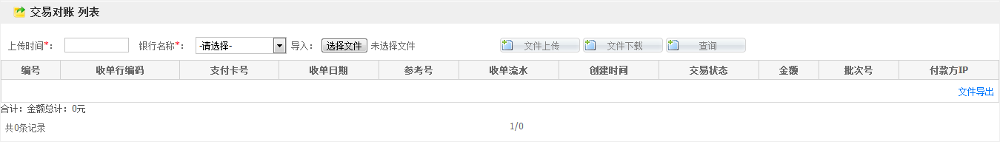 交易对账 列表
上传时间*： 银行名称*： -请选择- 导入： 选择文件 未选择文件 文件上传 文件下载 查询
编号 收单行编码 支付卡号 收单日期 参考号 收单流水 创建时间 交易状态 金额 批次号 付款方IP
文件导出
合计：金额总计：0元
共0条记录 1/0